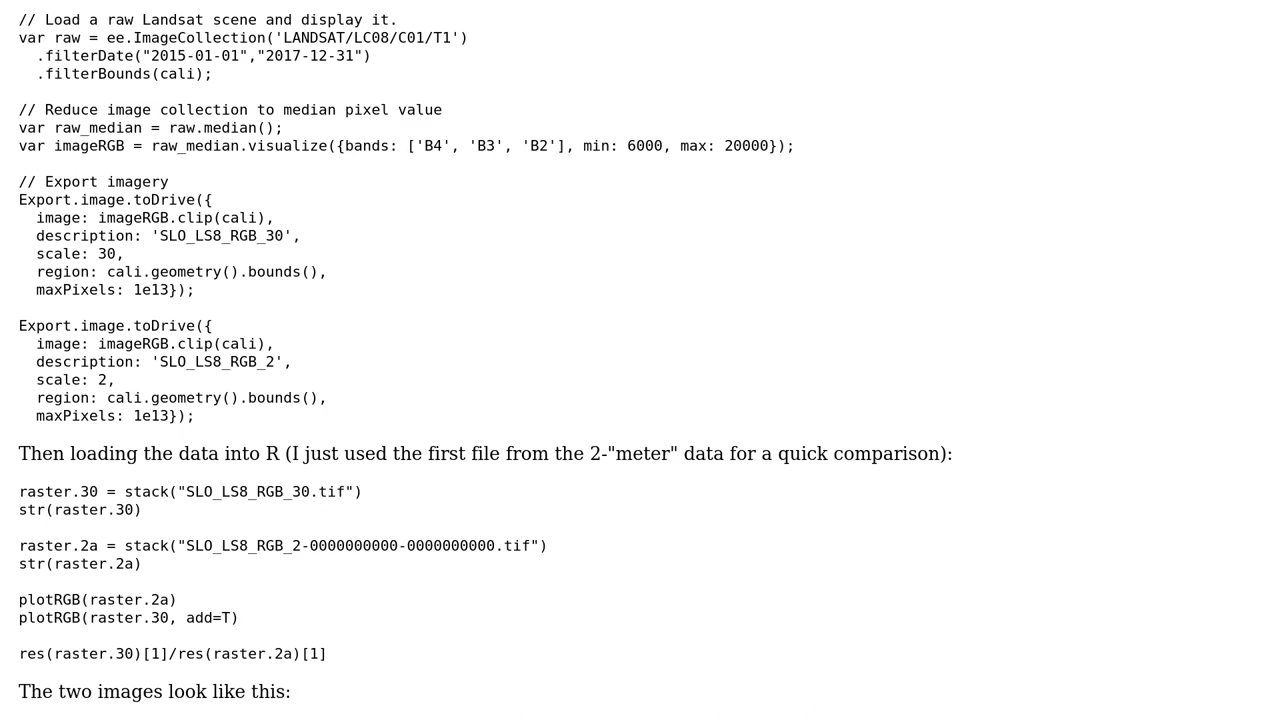 // Load a raw Landsat scene and display it.
var raw = ee.ImageCollection('LANDSAT/LC08/C01/T1')
  .filterDate("2015-01-01","2017-12-31")
  .filterBounds(cali);

// Reduce image collection to median pixel value
var raw_median = raw.median();
var imageRGB = raw_median.visualize({bands: ['B4', 'B3', 'B2'], min: 6000, max: 20000});

// Export imagery
Export.image.toDrive({
  image: imageRGB.clip(cali),
  description: 'SLO_LS8_RGB_30',
  scale: 30,
  region: cali.geometry().bounds(),
  maxPixels: 1e13});

Export.image.toDrive({
  image: imageRGB.clip(cali),
  description: 'SLO_LS8_RGB_2',
  scale: 2,
  region: cali.geometry().bounds(),
  maxPixels: 1e13});

Then loading the data into R (I just used the first file from the 2-"meter" data for a quick comparison):

raster.30 = stack("SLO_LS8_RGB_30.tif")
str(raster.30)

raster.2a = stack("SLO_LS8_RGB_2-0000000000-0000000000.tif")
str(raster.2a)

plotRGB(raster.2a)
plotRGB(raster.30, add=T)

res(raster.30)[1]/res(raster.2a)[1]

The two images look like this: